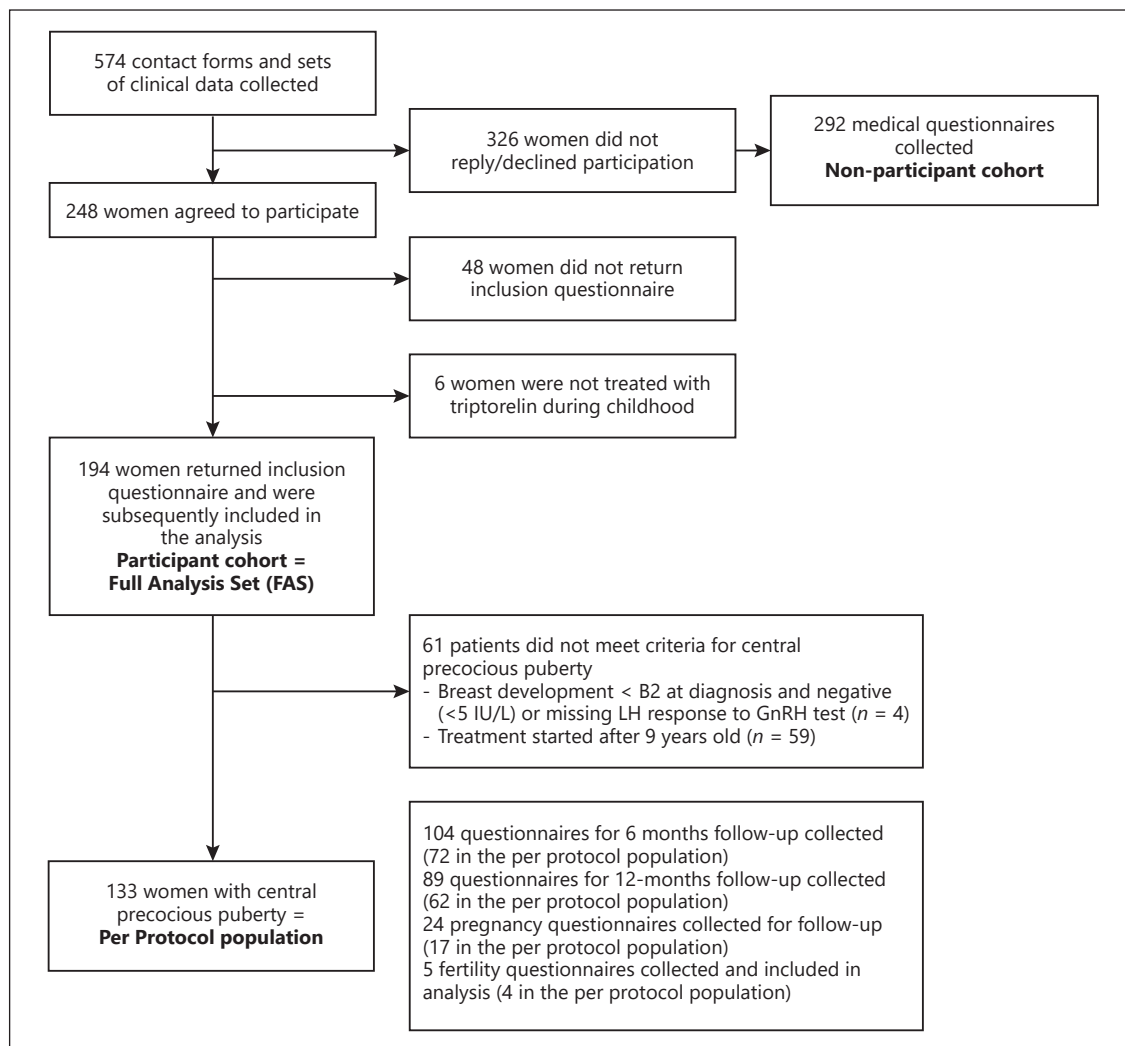 574 contact forms and sets
of clinical data collected
326 women did not
reply/declined participation
292 medical questionnaires
collected
Non-participant cohort
248 women agreed to participate
48 women did not return
inclusion questionnaire
6 women were not treated with
triptorelin during childhood
194 women returned inclusion
questionnaire and were
subsequently included in
the analysis
Participant cohort =
Full Analysis Set (FAS)
61 patients did not meet criteria for central
precocious puberty
- Breast development < B2 at diagnosis and negative
(<5 IU/L) or missing LH response to GnRH test (n = 4)
- Treatment started after 9 years old (n = 59)
133 women with central
precocious puberty =
Per Protocol population
104 questionnaires for 6 months follow-up collected
(72 in the per protocol population)
89 questionnaires for 12-months follow-up collected
(62 in the per protocol population)
24 pregnancy questionnaires collected for follow-up
(17 in the per protocol population)
5 fertility questionnaires collected and included in
analysis (4 in the per protocol population)